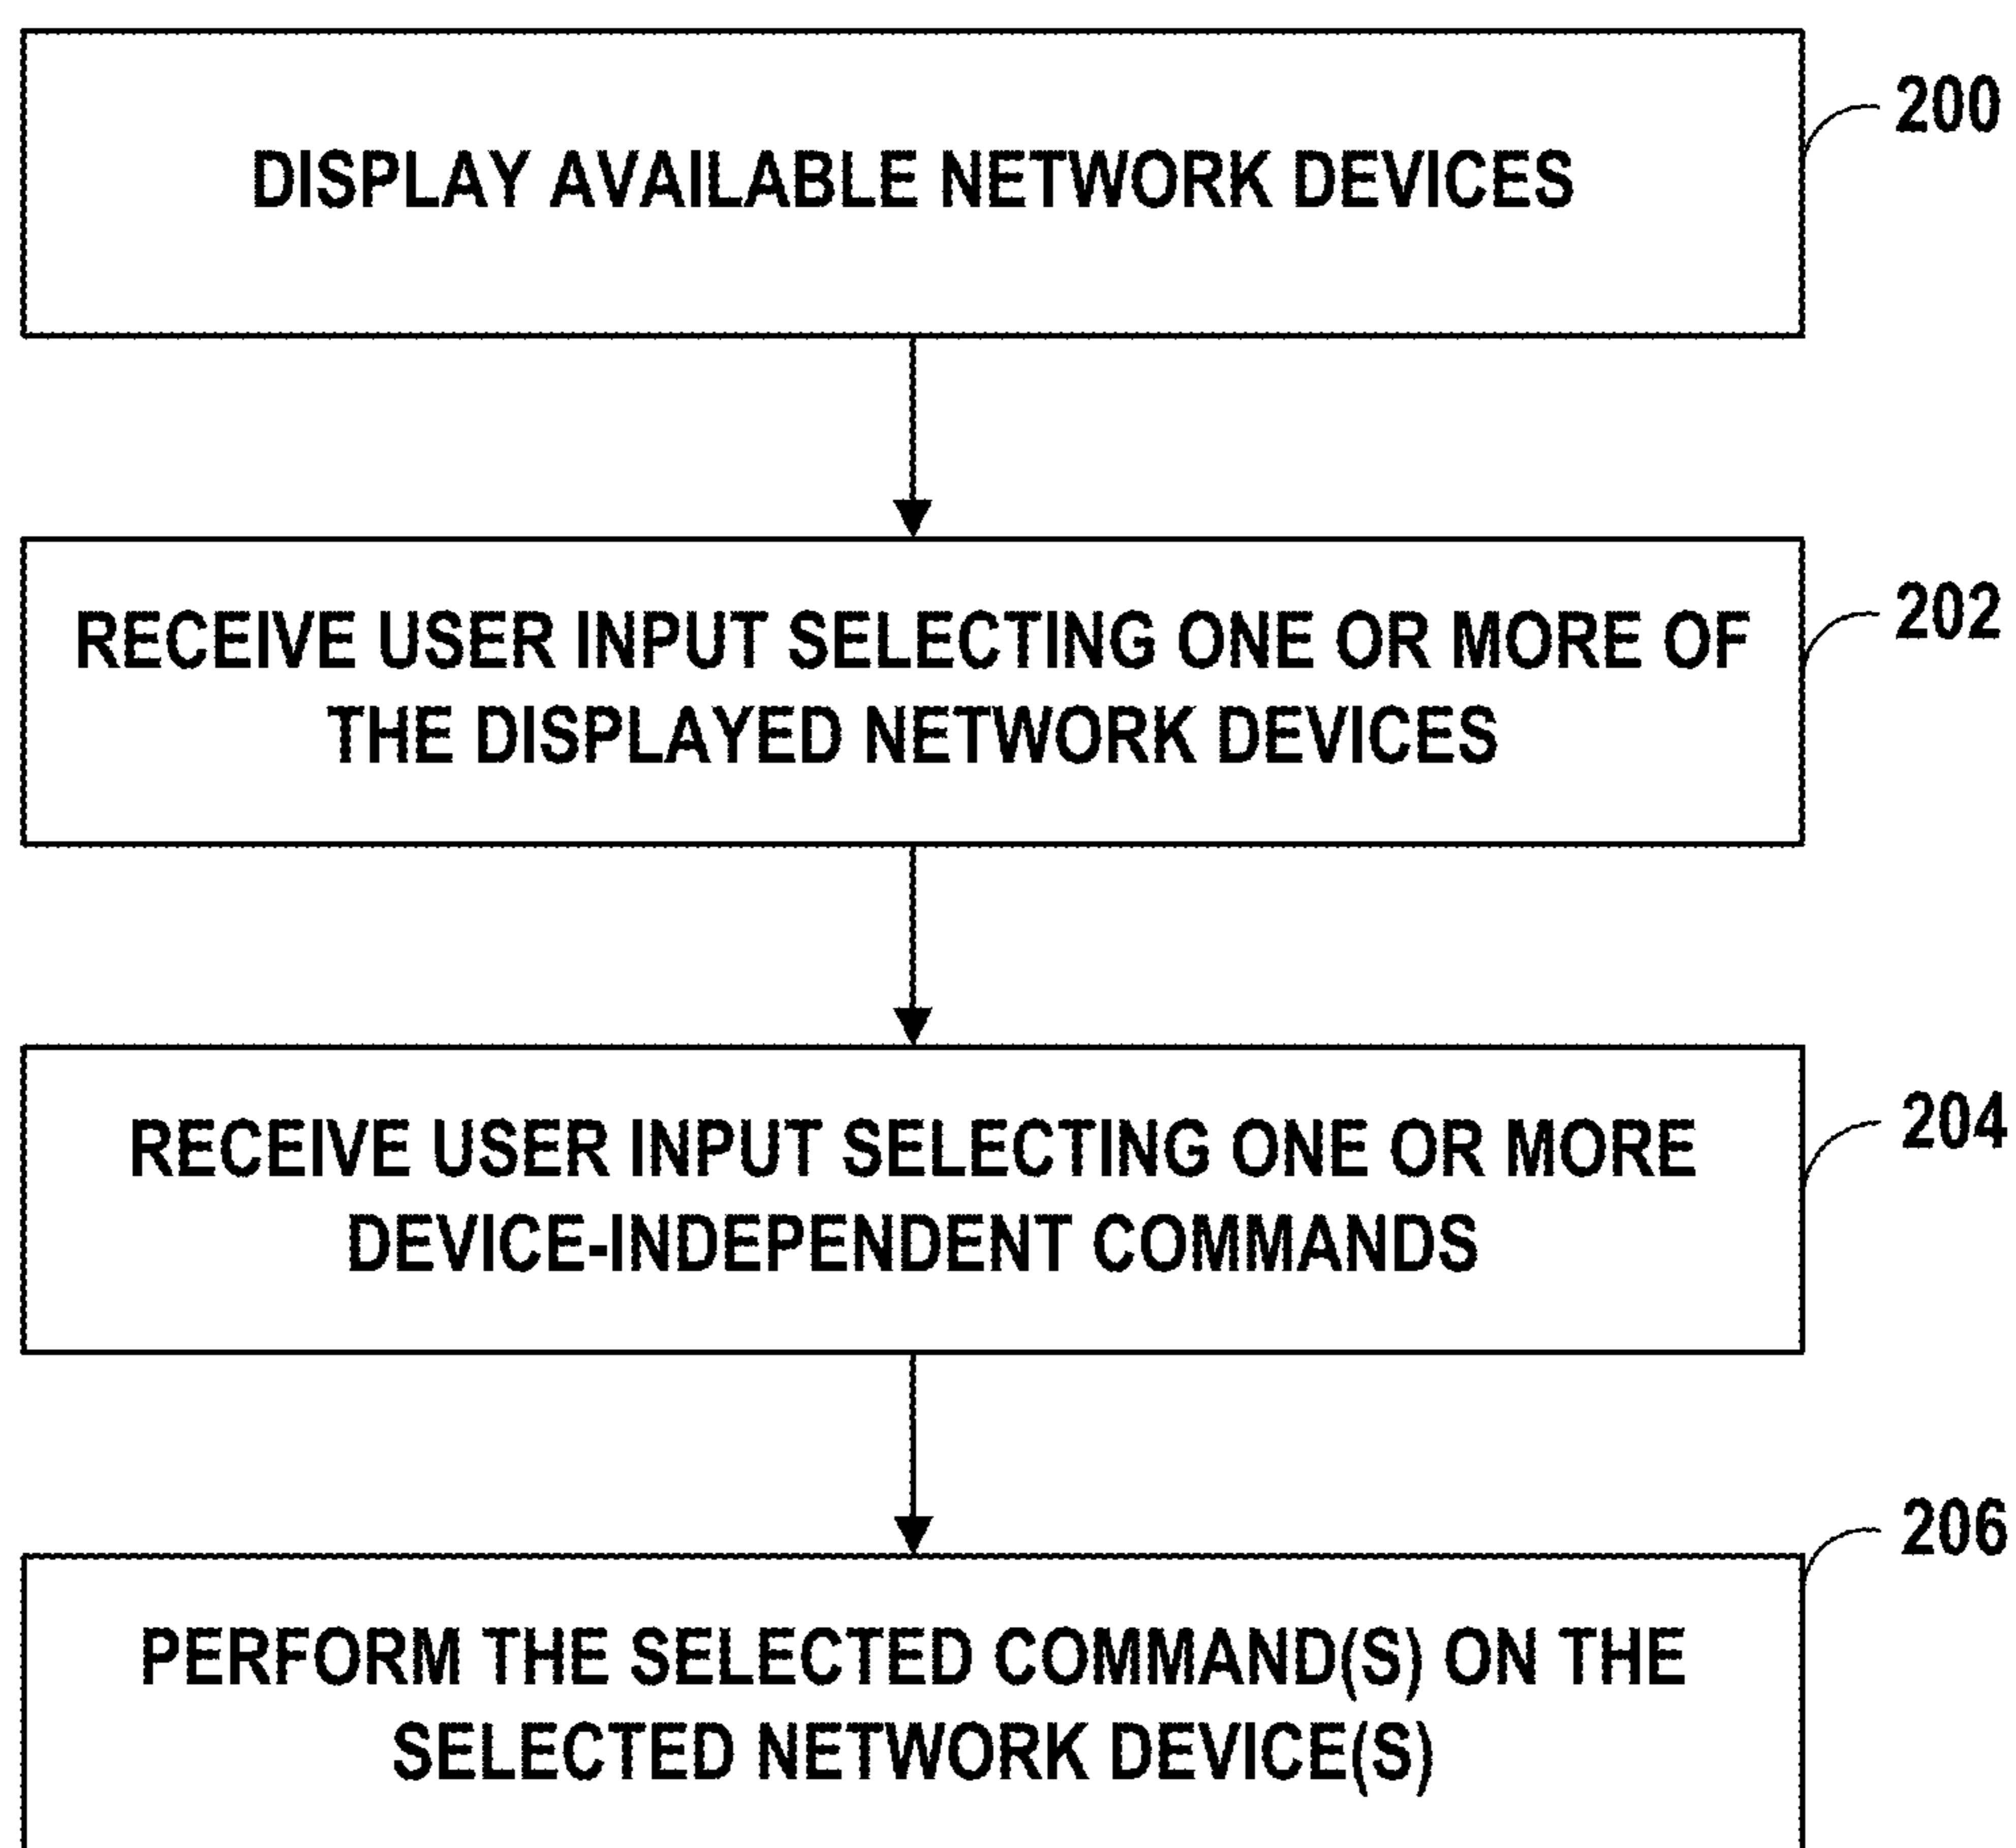 DISPLAY AVAILABLE NETWORK DEVICES
200
RECEIVE USER INPUT SELECTING ONE OR MORE OF
THE DISPLAYED NETWORK DEVICES
202
RECEIVE USER INPUT SELECTING ONE OR MORE
DEVICE-INDEPENDENT COMMANDS
204
PERFORM THE SELECTED COMMAND(S) ON THE
SELECTED NETWORK DEVICE(S)
206